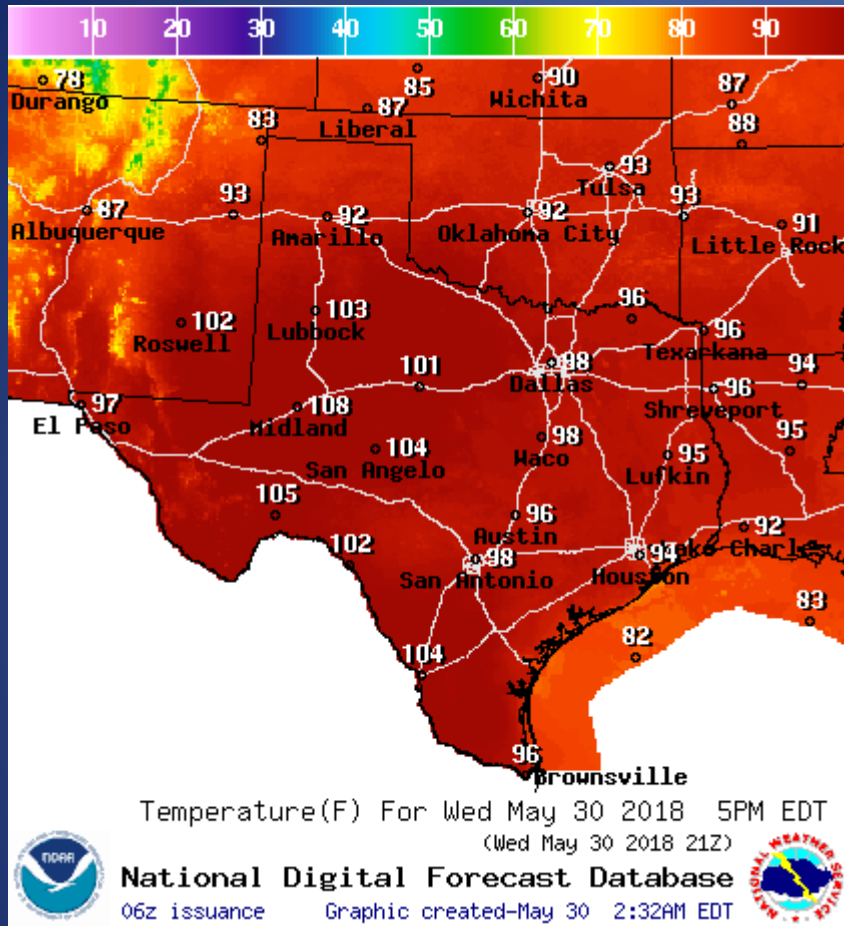 10 20 30 40 50 60 70 80 90
78
Durango
85
90
Wichita
87
Liberal
87
83
88
93
Tulsa
87
Albuquerque
93
92
Amarillo
92
Oklahoma City
93
91
Little Rock
102
Roswell
103
Lubbock
96
96
Texarkana
98
Dallas
101
94
96
Shreveport
97
El Paso
108
Midland
104
San Angelo
98
Waco
95
Lufkin
95
105
96
Austin
92
Lake Charles
102
98
San Antonio
94
Houston
83
82
104
96
Brownsville
Temperature(F) For Wed May 30 2018 5PM EDT
(Wed May 30 2018 21Z)
National Digital Forecast Database
06z issuance Graphic created-May 30 2:32AM EDT
noaa
NATIONAL WEATHER SERVICE